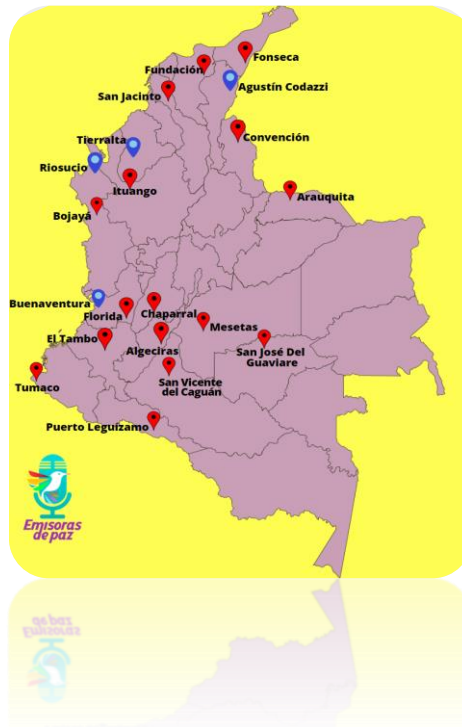 Fonseca
Fundación
Agustín Codazzi
San Jacinto
Convención
Tierralta
Riosucio
Ituango
Arauquita
Bojayá
Buenaventura
Chaparral
Florida
Mesetas
El Tambo
Algeciras
San José Del
Guaviare
San Vicente
del Caguán
Tumaco
Puerto Leguízamo
Emisoras
de paz